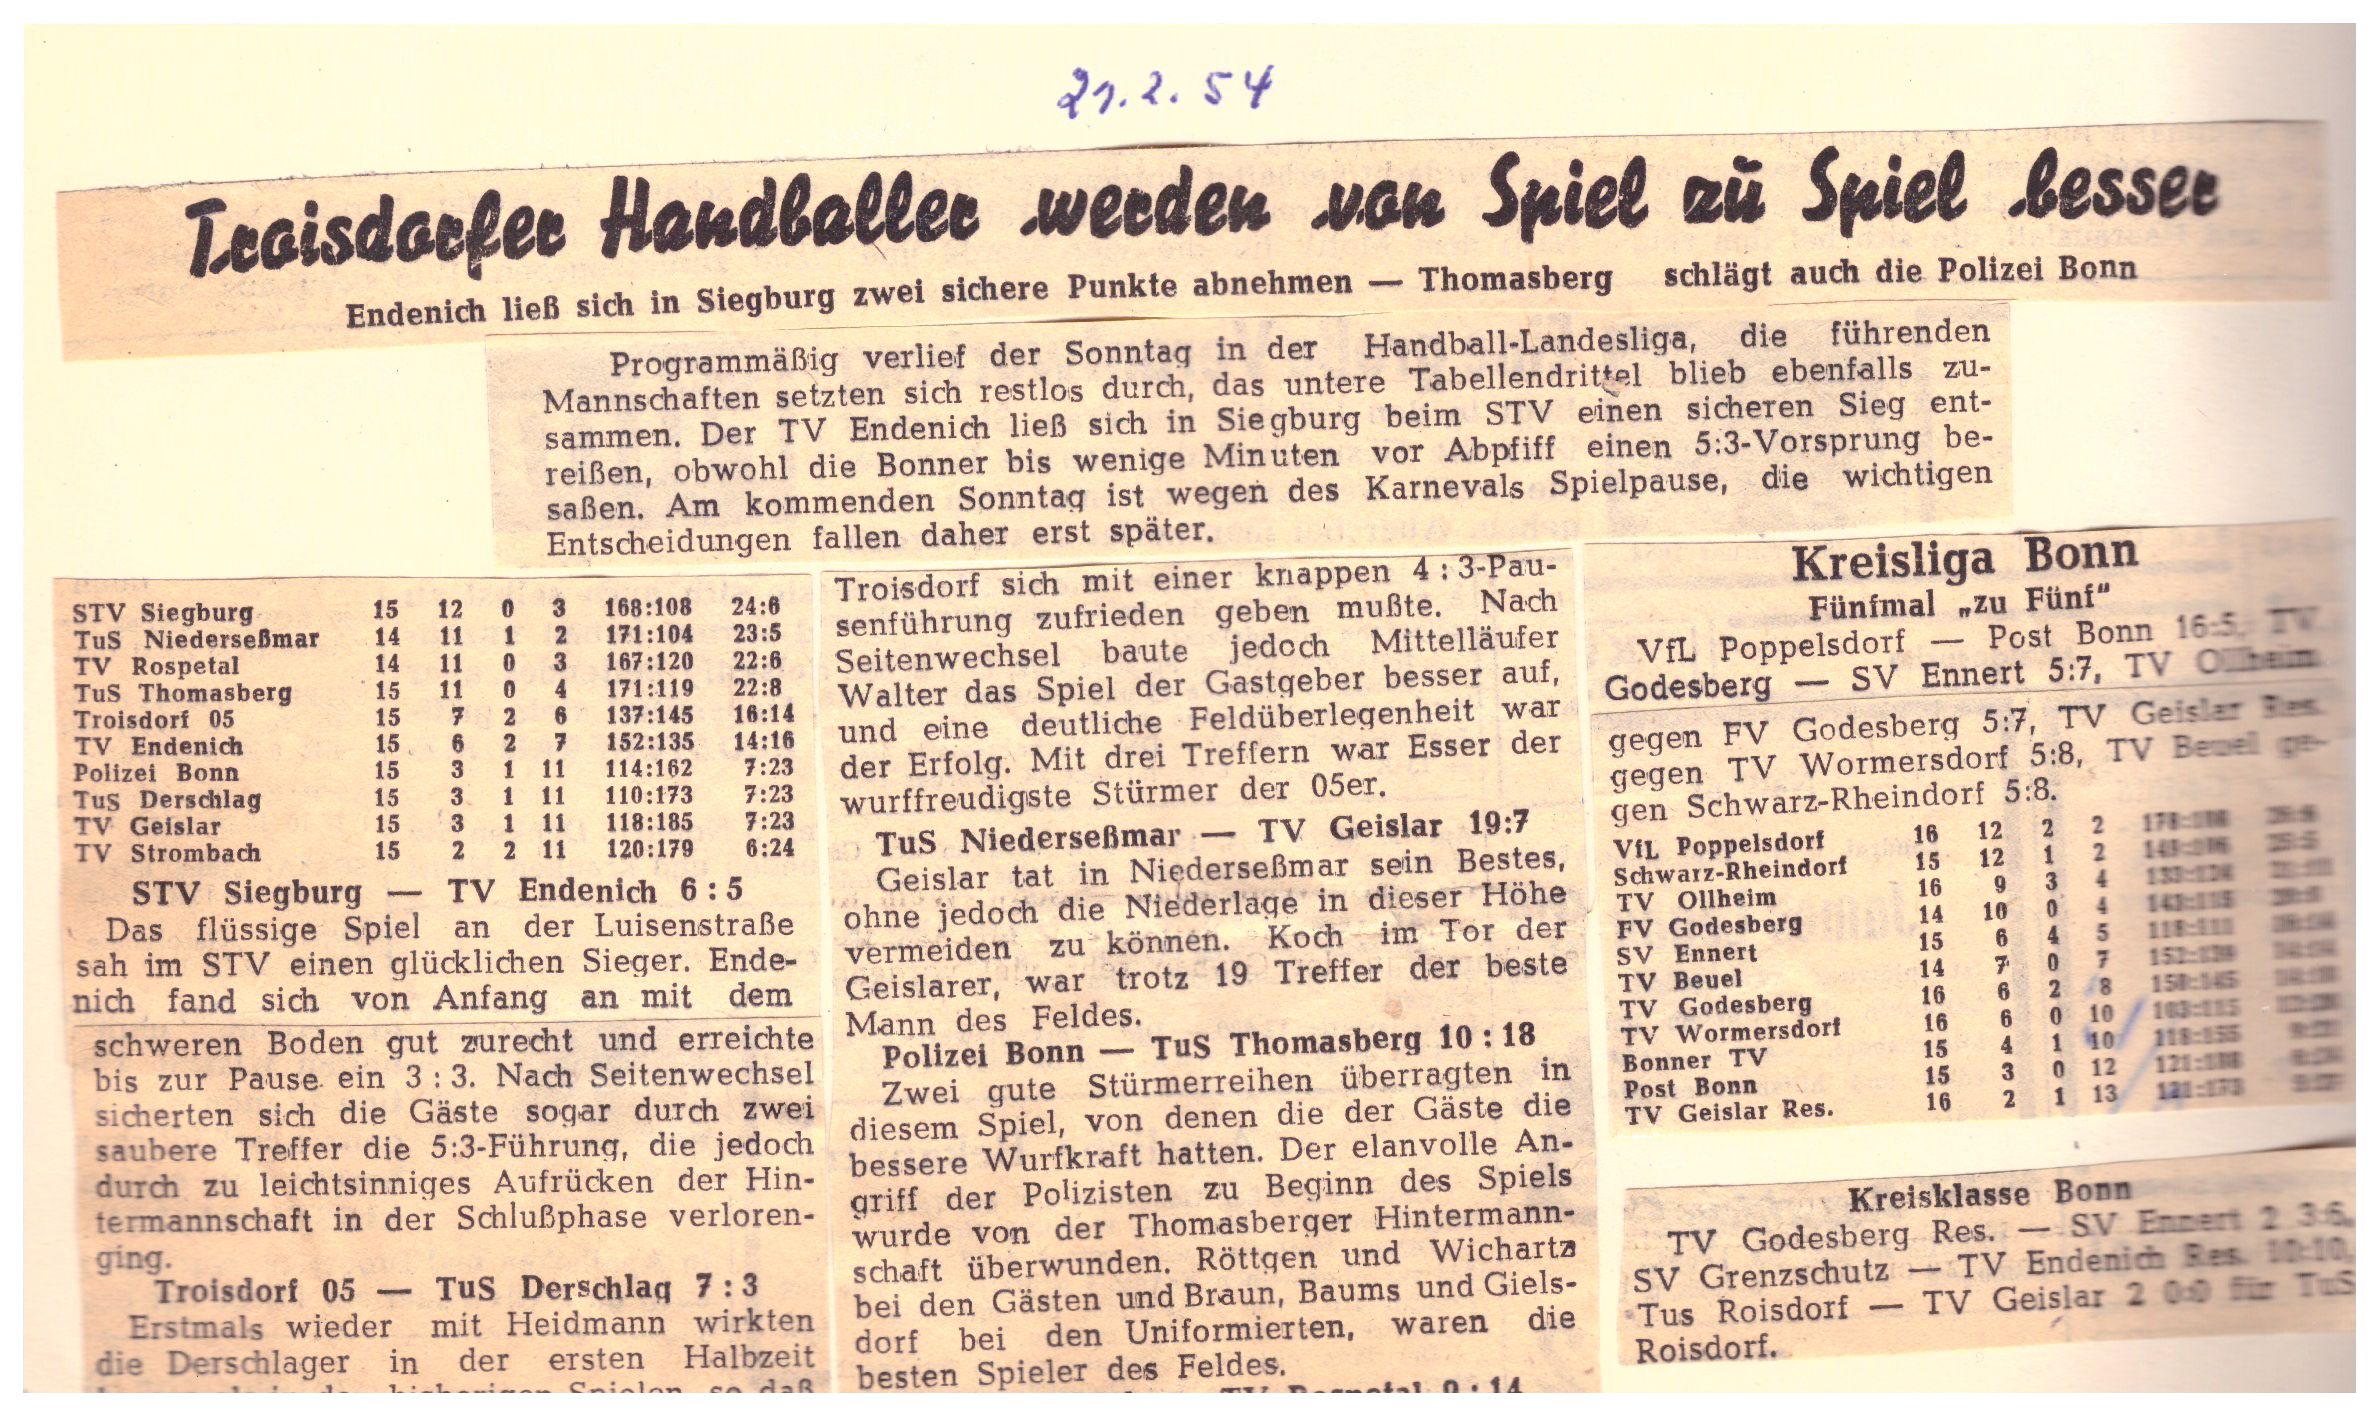 21.2.54
Troisdorfer Handballer werden von Spiel zu Spiel besser
Endenich ließ sich in Siegburg zwei sichere Punkte abnehmen — Thomasberg schlägt auch die Polizei Bonn
Programmäßig verlief der Sonntag in der Handball-Landesliga, die führenden
Mannschaften setzten sich restlos durch, das untere Tabellendrittel blieb ebenfalls zu-
sammen. Der TV Endenich ließ sich in Siegburg beim STV einen sicheren Sieg ent-
reißen, obwohl die Bonner bis wenige Minuten vor Abpfiff einen 5:3-Vorsprung be-
saßen. Am kommenden Sonntag ist wegen des Karnevals Spielpause, die wichtigen
Entscheidungen fallen daher erst später.
STV Siegburg 15 12 0 3 168:108 24:6
TuS Niederseßmar 14 11 1 2 171:104 23:5
TV Rospetal 14 11 0 3 167:120 22:6
TuS Thomasberg 15 11 0 4 171:119 22:8
Troisdorf 05 15 7 2 6 137:145 16:14
TV Endenich 15 6 2 7 152:135 14:16
Polizei Bonn 15 3 1 11 114:162 7:23
TuS Derschlag 15 3 1 11 110:173 7:23
TV Geislar 15 3 1 11 118:185 7:23
TV Strombach 15 2 2 11 120:179 6:24
STV Siegburg — TV Endenich 6 : 5
Das flüssige Spiel an der Luisenstraße
sah im STV einen glücklichen Sieger. Ende-
nich fand sich von Anfang an mit dem
schweren Boden gut zurecht und erreichte
bis zur Pause ein 3 : 3. Nach Seitenwechsel
sicherten sich die Gäste sogar durch zwei
saubere Treffer die 5:3-Führung, die jedoch
durch zu leichtsinniges Aufrücken der Hin-
termannschaft in der Schlußphase verloren-
ging.
Troisdorf 05 — TuS Derschlag 7 : 3
Erstmals wieder mit Heidmann wirkten
die Derschlager in der ersten Halbzeit
bisherigen Spielen, so daß
Troisdorf sich mit einer knappen 4 : 3-Pau-
senführung zufrieden geben mußte. Nach
Seitenwechsel baute jedoch Mittelläufer
Walter das Spiel der Gastgeber besser auf,
und eine deutliche Feldüberlegenheit war
der Erfolg. Mit drei Treffern war Esser der
wurffreudigste Stürmer der 05er.
TuS Niederseßmar — TV Geislar 19:7
Geislar tat in Niederseßmar sein Bestes,
ohne jedoch die Niederlage in dieser Höhe
vermeiden zu können. Koch im Tor der
Geislarer, war trotz 19 Treffer der beste
Mann des Feldes.
Polizei Bonn — TuS Thomasberg 10 : 18
Zwei gute Stürmerreihen überragten in
diesem Spiel, von denen die der Gäste die
bessere Wurfkraft hatten. Der elanvolle An-
griff der Polizisten zu Beginn des Spiels
wurde von der Thomasberger Hintermann-
schaft überwunden. Röttgen und Wichartz
bei den Gästen und Braun, Baums und Giels-
dorf bei den Uniformierten, waren die
besten Spieler des Feldes.
TV Rospetal 9 : 14
Kreisliga Bonn
Fünfmal „zu Fünf“
VfL Poppelsdorf — Post Bonn 16:5, TV
Godesberg — SV Ennert 5:7, TV Ollheim
gegen FV Godesberg 5:7, TV Geislar Res.
gegen TV Wormersdorf 5:8, TV Beuel ge-
gen Schwarz-Rheindorf 5:8.
VfL Poppelsdorf 16 12 2 2
Schwarz-Rheindorf 15 12 1 2
TV Ollheim 16 9 3 4
FV Godesberg 14 10 0 4
SV Ennert 15 6 4 5
TV Beuel 14 7 0 7
TV Godesberg 16 6 2 8
TV Wormersdorf 16 6 0 10
Bonner TV 15 4 1 10
Post Bonn 15 3 0 12
TV Geislar Res. 16 2 1 13
Kreisklasse Bonn
TV Godesberg Res. — SV Ennert 2 3:6,
SV Grenzschutz — TV Endenich Res. 10:10,
Tus Roisdorf — TV Geislar 2 0:0 für TuS
Roisdorf.